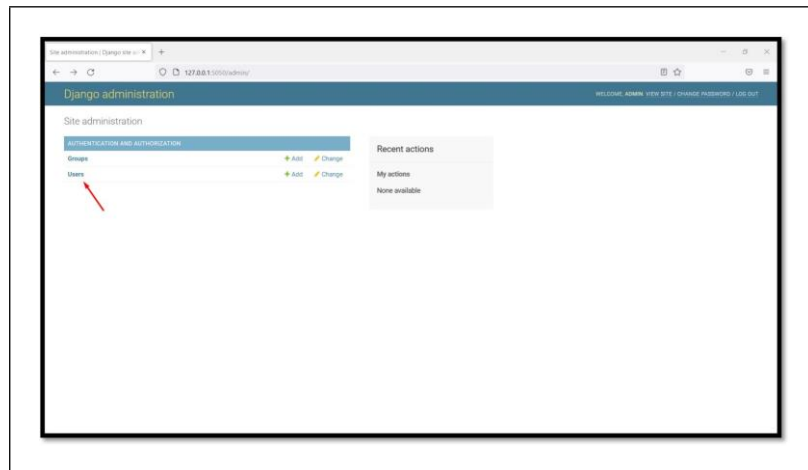 Site administration | Django site
127.0.0.1:5050/admin/
Django administration
WELCOME, ADMIN. VIEW SITE / CHANGE PASSWORD / LOG OUT
Site administration
AUTHENTICATION AND AUTHORIZATION
Groups + Add Change
Users + Add Change
Recent actions
My actions
None available